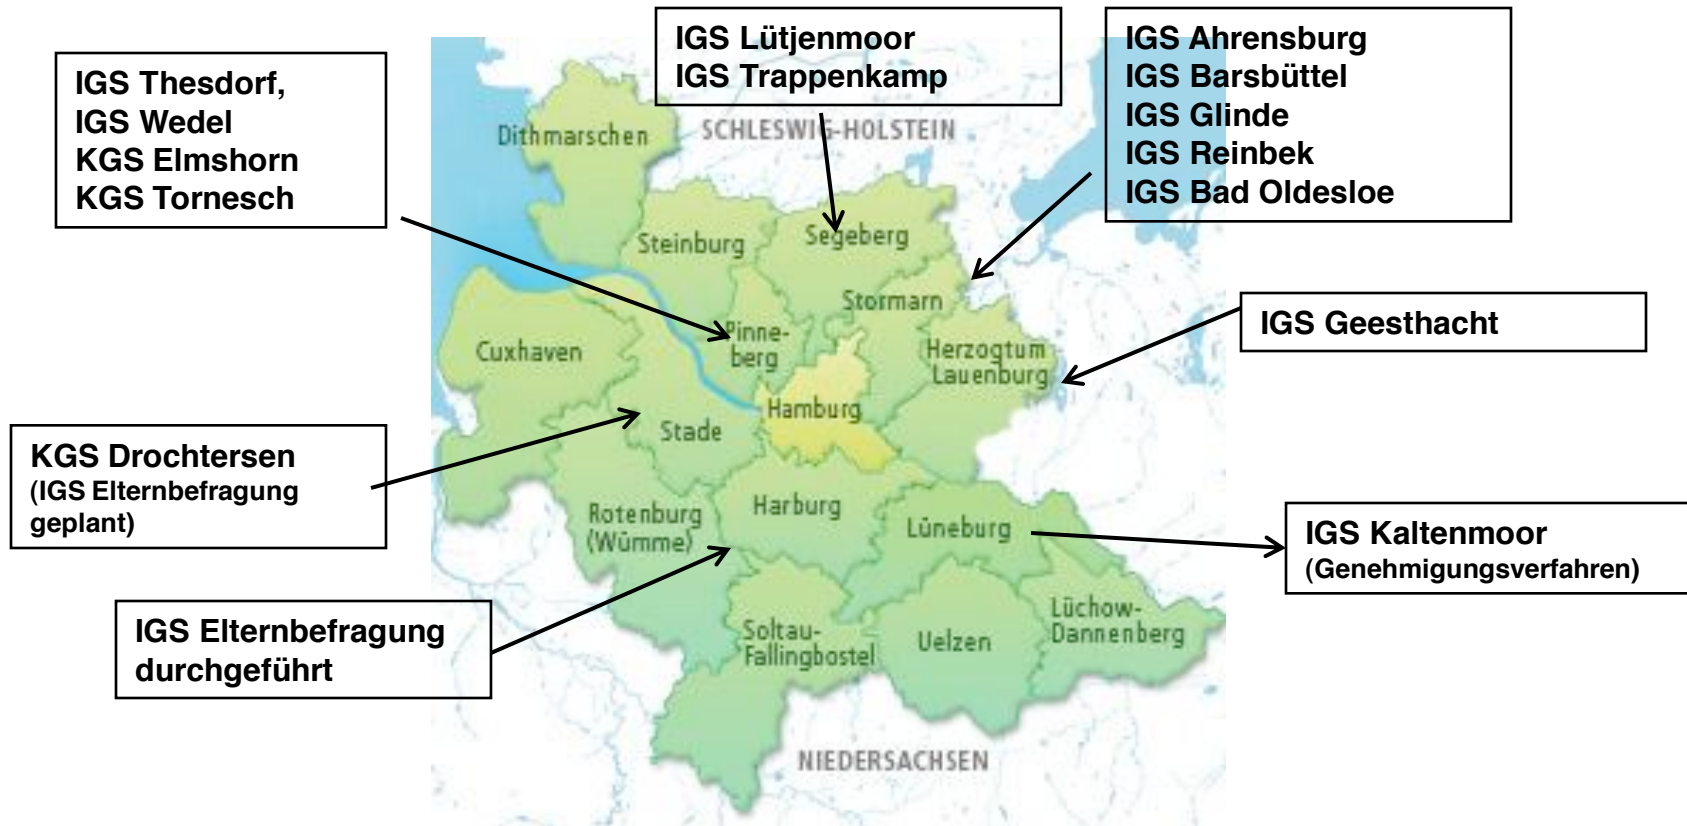 IGS Lütjenmoor
IGS Trappenkamp
IGS Ahrensburg
IGS Barsbüttel
IGS Glinde
IGS Reinbek
IGS Bad Oldesloe
IGS Thesdorf,
IGS Wedel
KGS Elmshorn
KGS Tornesch
SCHLESWIG-HOLSTEIN
Dithmarschen
Steinburg
Segeberg
Stormarn
IGS Geesthacht
Pinne-
berg
Cuxhaven
Herzogtum
Lauenburg
Hamburg
Stade
KGS Drochtersen
(IGS Elternbefragung
geplant)
Harburg
Rotenburg
(Wümme)
Lüneburg
IGS Kaltenmoor
(Genehmigungsverfahren)
IGS Elternbefragung
durchgeführt
Soltau-
Fallingbostel
Uelzen
Lüchow-
Dannenberg
NIEDERSACHSEN